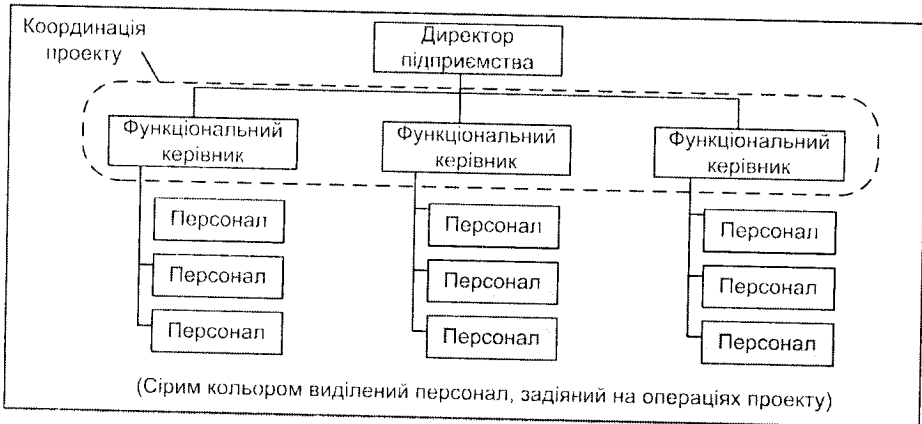 Координація
проекту
Директор
підприємства
Функціональний
керівник
Функціональний
керівник
Функціональний
керівник
Персонал
Персонал
Персонал
Персонал
Персонал
Персонал
Персонал
Персонал
Персонал
(Сірим кольором виділений персонал, задіяний на операціях проекту)